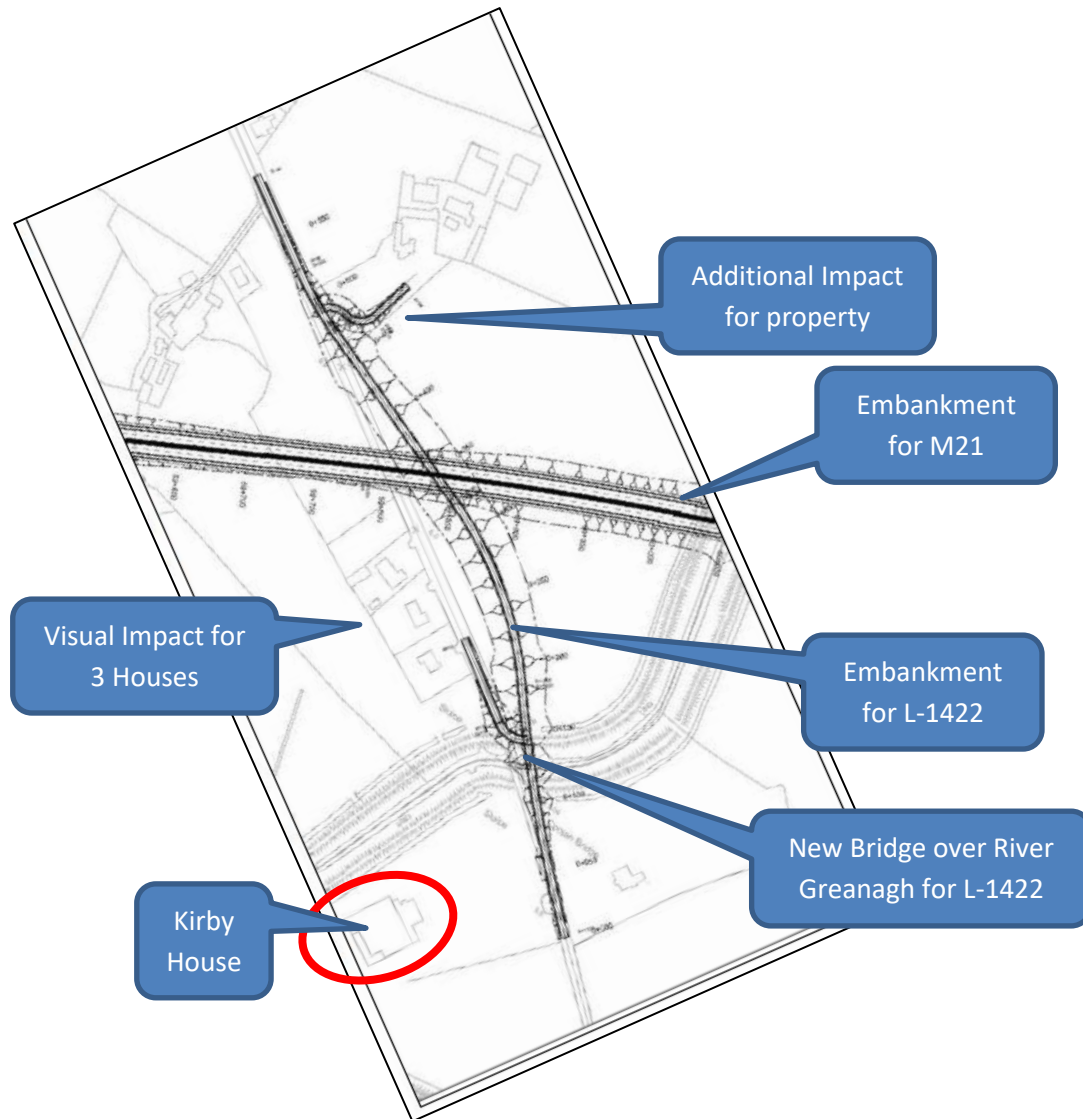 Additional Impact
for property
Embankment
for M21
Visual Impact for
3 Houses
Embankment
for L-1422
New Bridge over River
Greanagh for L-1422
Kirby
House